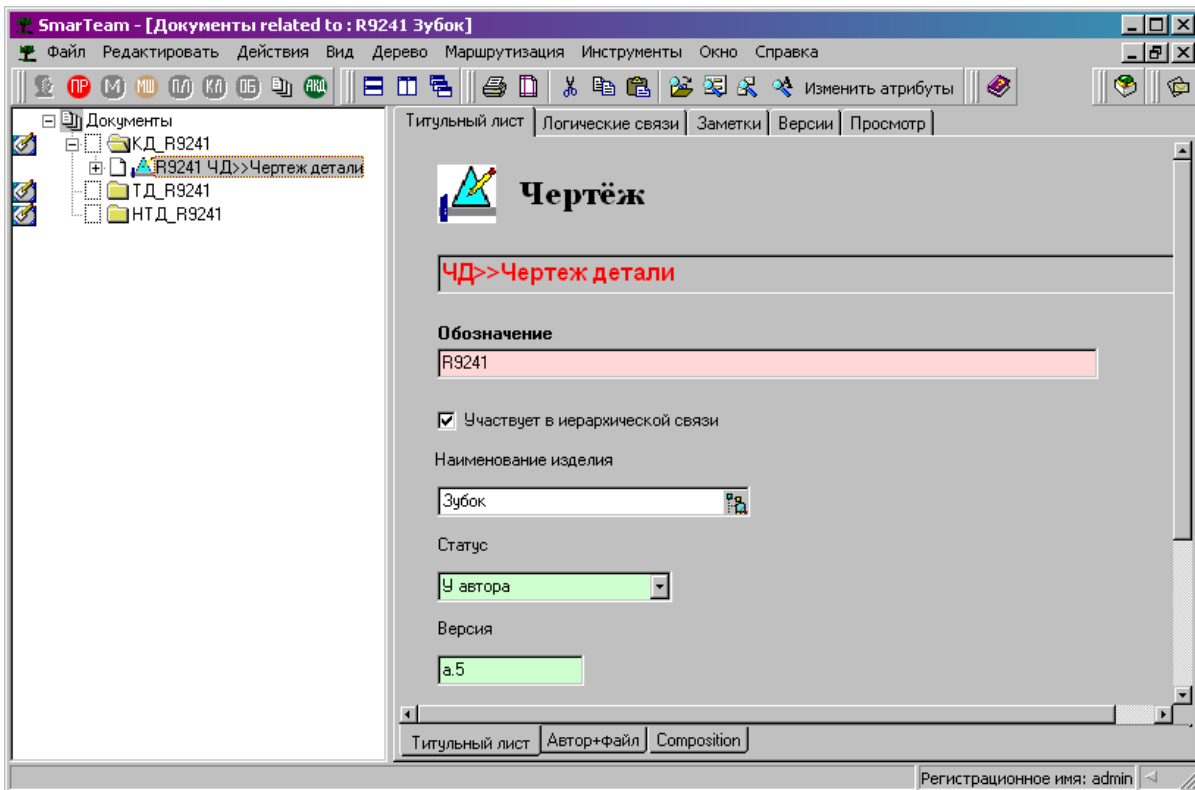 SmarTeam - [Документы related to : R9241 Зубок]
Файл Редактировать Действия Вид Дерево Маршрутизация Инструменты Окно Справка
ПР М МШ ПЛ КЛ ОБ АКД Изменить атрибуты
Документы
КД_R9241
R9241 ЧД>>Чертеж детали
ТД_R9241
НТД_R9241
Титульный лист Логические связи Заметки Версии Просмотр
Чертёж
ЧД>>Чертеж детали
Обозначение
R9241
Участвует в иерархической связи
Наименование изделия
Зубок
Статус
У автора
Версия
a.5
Титульный лист Автор+Файл Composition
Регистрационное имя: admin